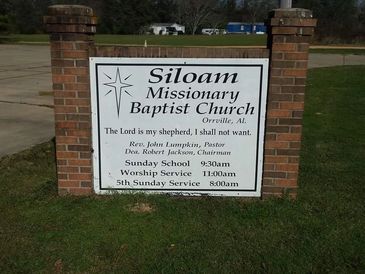 Siloam
Missionary
Baptist Church
Orrville, Al.
The Lord is my shepherd, I shall not want.
Rev. John Lumpkin, Pastor
Dea. Robert Jackson, Chairman
Sunday School 9:30am
Worship Service 11:00am
5th Sunday Service 8:00am